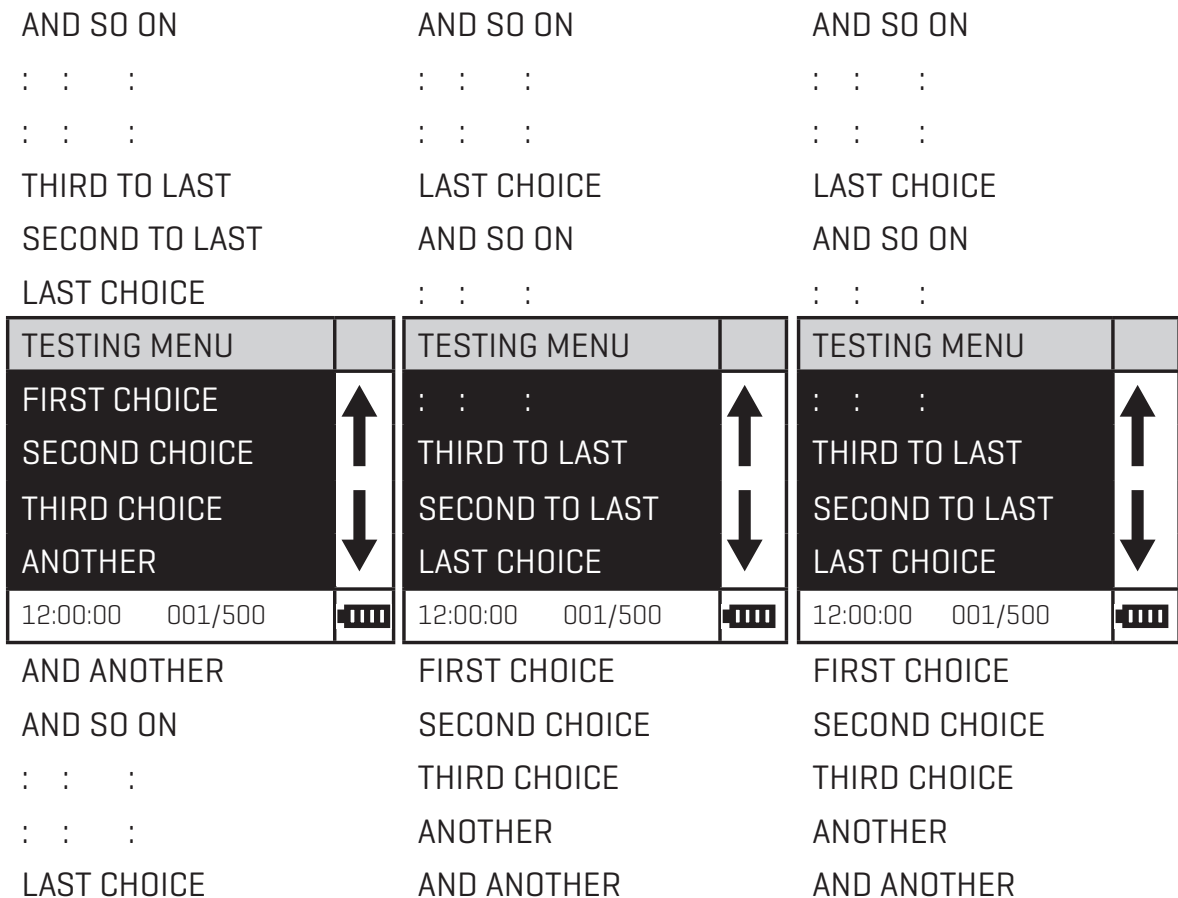 AND SO ON AND SO ON AND SO ON
: : : : : : : : :
: : : : : : : : :
THIRD TO LAST LAST CHOICE LAST CHOICE
SECOND TO LAST AND SO ON AND SO ON
LAST CHOICE : : : : : :
TESTING MENU TESTING MENU TESTING MENU
FIRST CHOICE : : : : : :
SECOND CHOICE THIRD TO LAST THIRD TO LAST
THIRD CHOICE SECOND TO LAST SECOND TO LAST
ANOTHER LAST CHOICE LAST CHOICE
12:00:00 001/500 12:00:00 001/500 12:00:00 001/500
AND ANOTHER FIRST CHOICE FIRST CHOICE
AND SO ON SECOND CHOICE SECOND CHOICE
: : : THIRD CHOICE THIRD CHOICE
: : : ANOTHER ANOTHER
LAST CHOICE AND ANOTHER AND ANOTHER